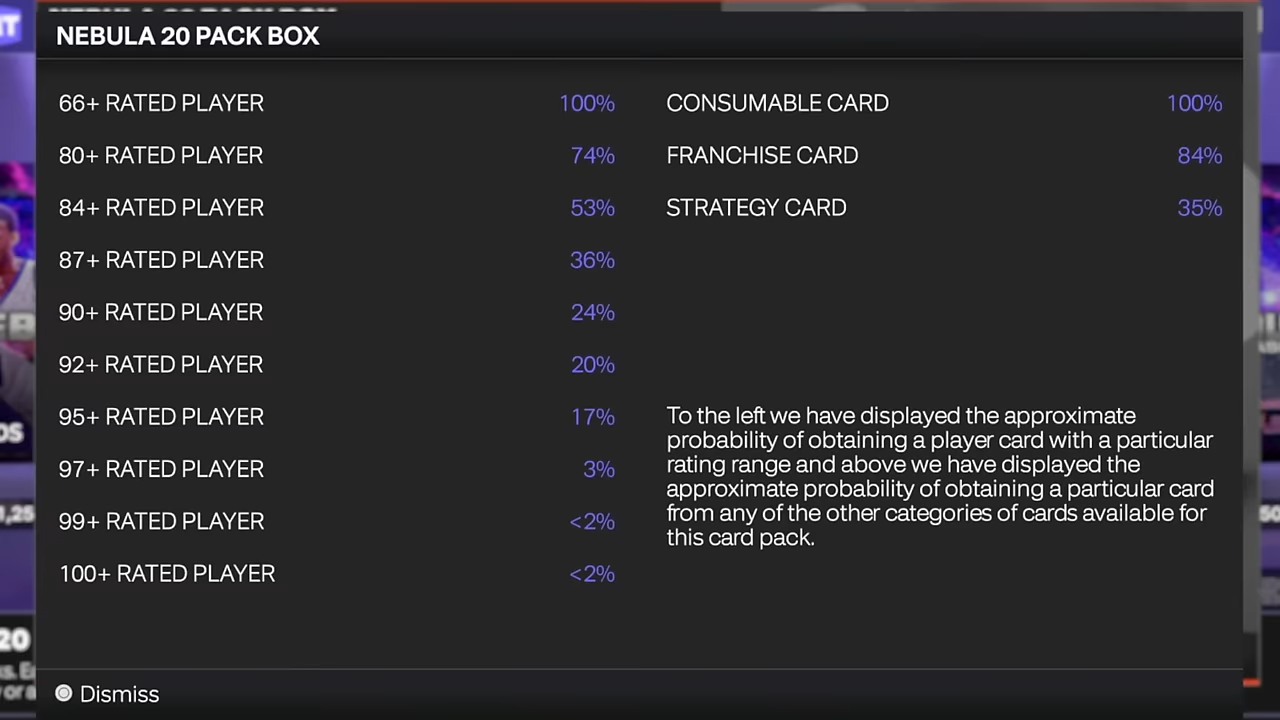 NEBULA 20 PACK BOX
66+ RATED PLAYER 100%
80+ RATED PLAYER 74%
84+ RATED PLAYER 53%
87+ RATED PLAYER 36%
90+ RATED PLAYER 24%
92+ RATED PLAYER 20%
95+ RATED PLAYER 17%
97+ RATED PLAYER 3%
99+ RATED PLAYER <2%
100+ RATED PLAYER <2%
CONSUMABLE CARD 100%
FRANCHISE CARD 84%
STRATEGY CARD 35%
To the left we have displayed the approximate
probability of obtaining a player card with a particular
rating range and above we have displayed the
approximate probability of obtaining a particular card
from any of the other categories of cards available for
this card pack.
20
Dismiss